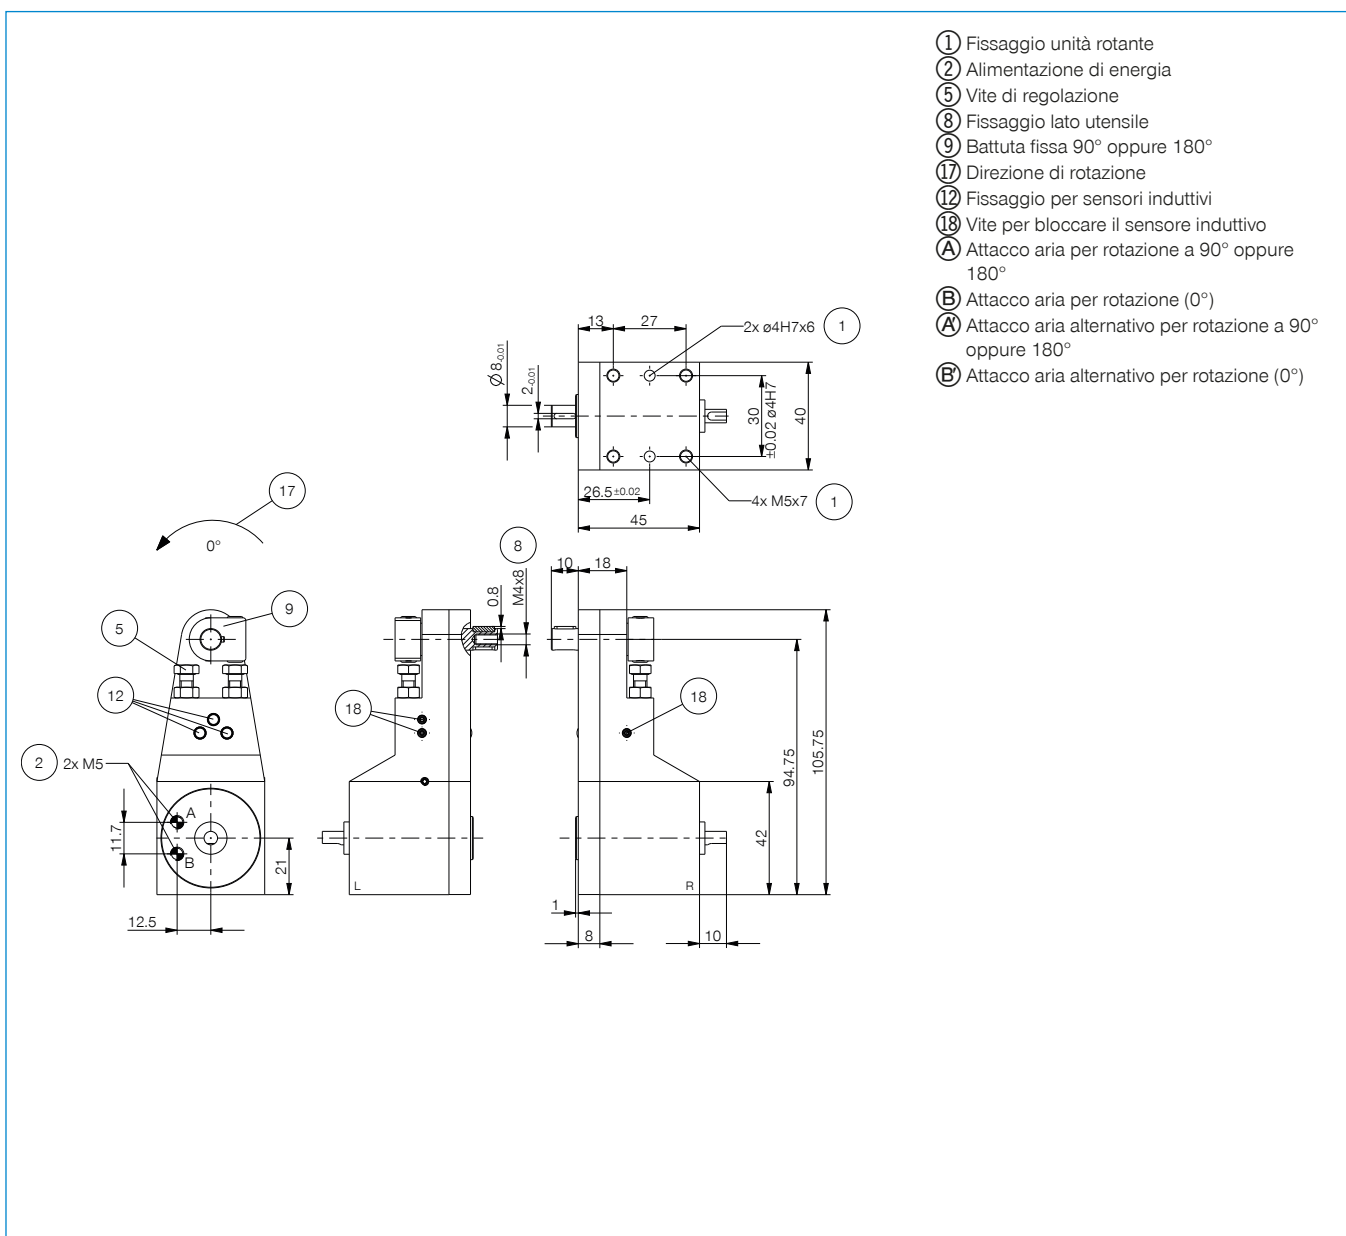 1 Fissaggio unità rotante
2 Alimentazione di energia
5 Vite di regolazione
8 Fissaggio lato utensile
9 Battuta fissa 90° oppure 180°
17 Direzione di rotazione
12 Fissaggio per sensori induttivi
18 Vite per bloccare il sensore induttivo
A Attacco aria per rotazione a 90° oppure
180°
B Attacco aria per rotazione (0°)
A' Attacco aria alternativo per rotazione a 90°
oppure 180°
B' Attacco aria alternativo per rotazione (0°)
13
27
2x ø4H7x6
1
Ø 8-0.01
2-0.01
30
±0.02 ø4H7
40
26.5±0.02
4x M5x7
1
45
17
0°
8
10
18
0.8
M4x8
9
5
12
18
18
2
2x M5
A
B
11.7
21
12.5
L
R
94.75
105.75
42
1
8
10